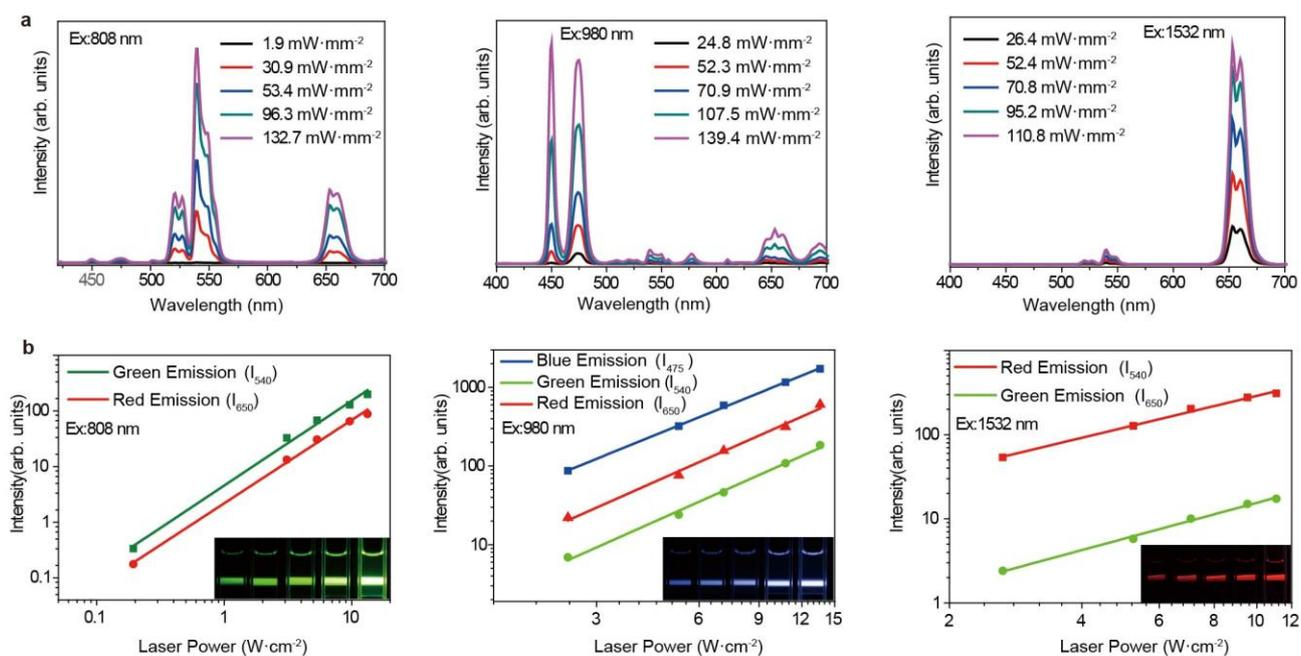 a
Ex:808 nm
1.9 mW·mm-2
30.9 mW·mm-2
53.4 mW·mm-2
96.3 mW·mm-2
132.7 mW·mm-2
Intensity (arb. units)
450 500 550 600 650 700
Wavelength (nm)
Ex:980 nm
24.8 mW·mm-2
52.3 mW·mm-2
70.9 mW·mm-2
107.5 mW·mm-2
139.4 mW·mm-2
Intensity (arb. units)
400 450 500 550 600 650 700
Wavelength (nm)
Ex:1532 nm
26.4 mW·mm-2
52.4 mW·mm-2
70.8 mW·mm-2
95.2 mW·mm-2
110.8 mW·mm-2
Intensity (arb. units)
400 450 500 550 600 650 700
Wavelength (nm)
b
Green Emission (I540)
Red Emission (I650)
Ex:808 nm
Intensity(arb. units)
100
10
1
0.1
0.1 1 10
Laser Power (W·cm-2)
Blue Emission (I475)
Green Emission (I540)
Red Emission (I650)
Ex:980 nm
Intensity(arb. units)
1000
100
10
3 6 9 12 15
Laser Power (W·cm-2)
Red Emission (I540)
Green Emission (I650)
Ex:1532 nm
Intensity(arb. units)
100
10
1
2 4 6 8 10 12
Laser Power (W·cm-2)